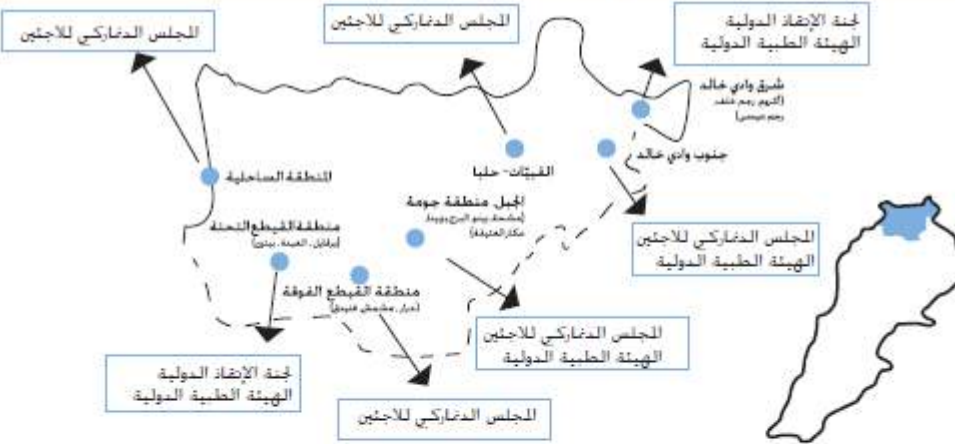 لجنة الإنقاذ الدولية
الهيئة الطبية الدولية
المجلس الدنماركي للاجئين
المجلس الدنماركي للاجئين
شرق وادي خالد
جنوب وادي خالد
القبيّات- حلبا
المنطقة الساحلية
الجبل، منطقة جومة
منطقة القيطع التحتة
منطقة القيطع الفوقة
المجلس الدنماركي للاجئين
الهيئة الطبية الدولية
المجلس الدنماركي للاجئين
الهيئة الطبية الدولية
لجنة الإنقاذ الدولية
الهيئة الطبية الدولية
المجلس الدنماركي للاجئين